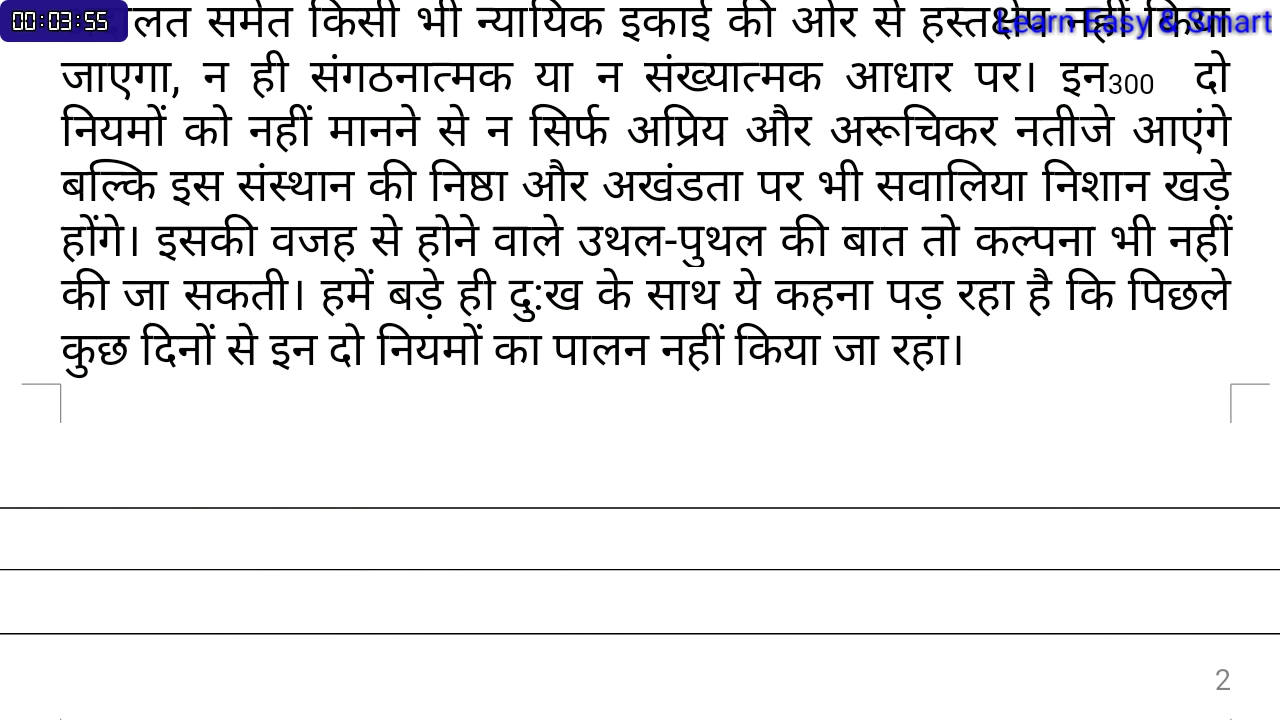 00:03:55
Learn Easy & Smart
लत समेत किसी भी न्यायिक इकाई की ओर से हस्तक्षेप नहीं किया
जाएगा, न ही संगठनात्मक या न संख्यात्मक आधार पर। इन300 दो
नियमों को नहीं मानने से न सिर्फ अप्रिय और अरूचिकर नतीजे आएंगे
बल्कि इस संस्थान की निष्ठा और अखंडता पर भी सवालिया निशान खड़े
होंगे। इसकी वजह से होने वाले उथल-पुथल की बात तो कल्पना भी नहीं
की जा सकती। हमें बड़े ही दु:ख के साथ ये कहना पड़ रहा है कि पिछले
कुछ दिनों से इन दो नियमों का पालन नहीं किया जा रहा।
2